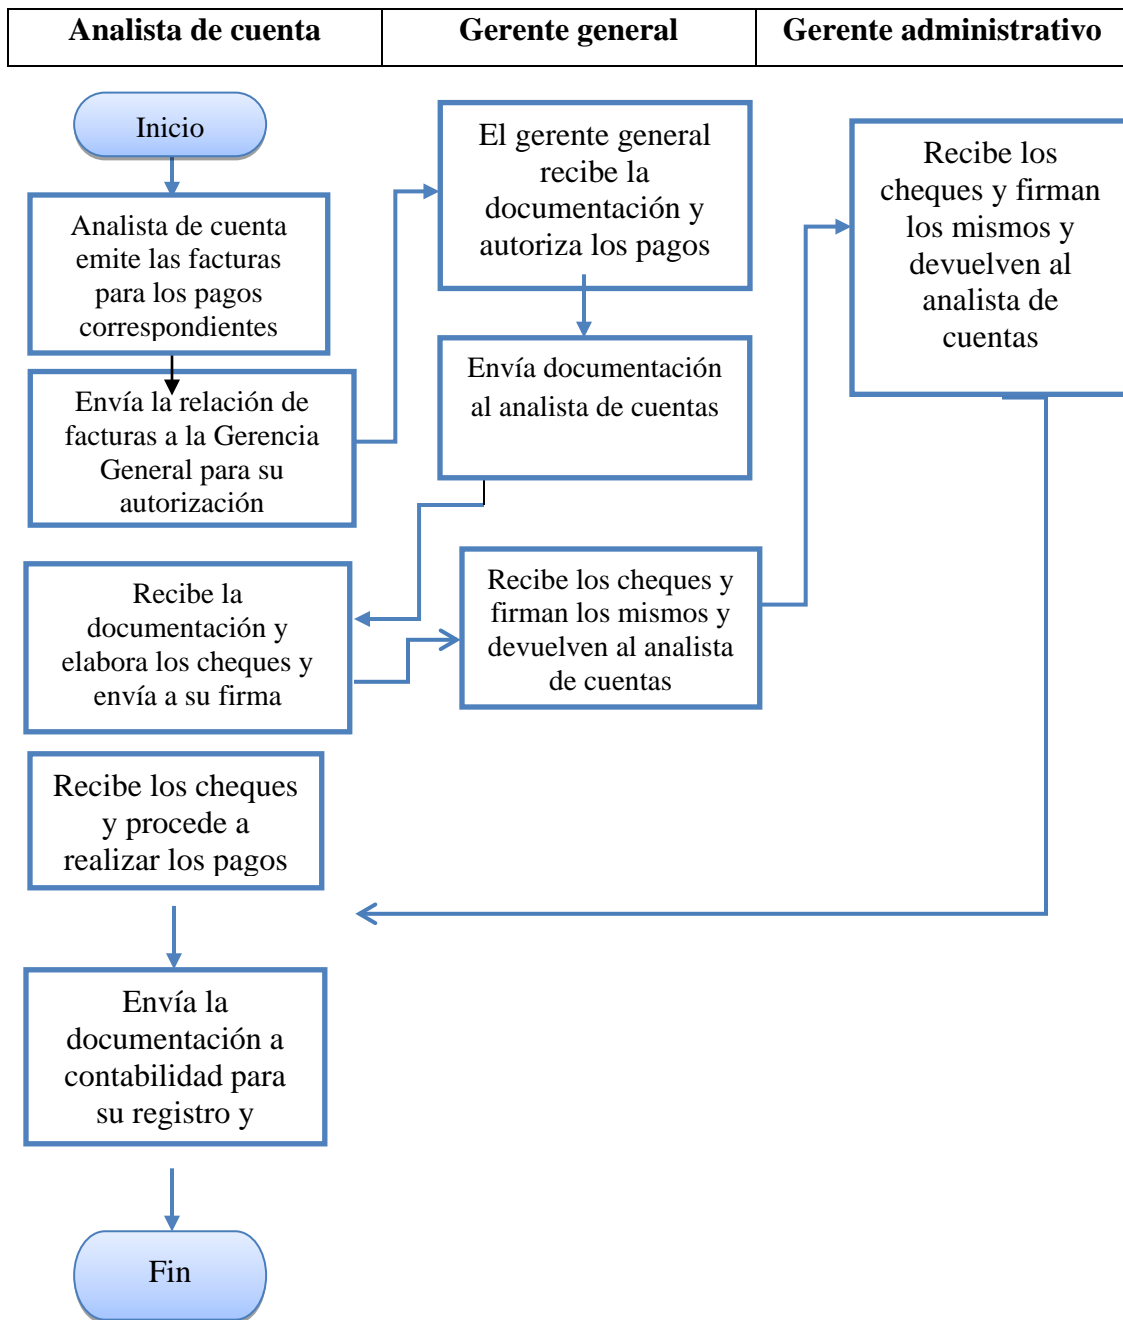 Analista de cuenta
Gerente general
Gerente administrativo
Inicio
Analista de cuenta
emite las facturas
para los pagos
correspondientes
Envía la relación de
facturas a la Gerencia
General para su
autorización
El gerente general
recibe la
documentación y
autoriza los pagos
Envía documentación
al analista de cuentas
Recibe la
documentación y
elabora los cheques y
envía a su firma
Recibe los cheques y
firman los mismos y
devuelven al analista
de cuentas
Recibe los
cheques y firman
los mismos y
devuelven al
analista de
cuentas
Recibe los cheques
y procede a
realizar los pagos
Envía la
documentación a
contabilidad para
su registro y
Fin